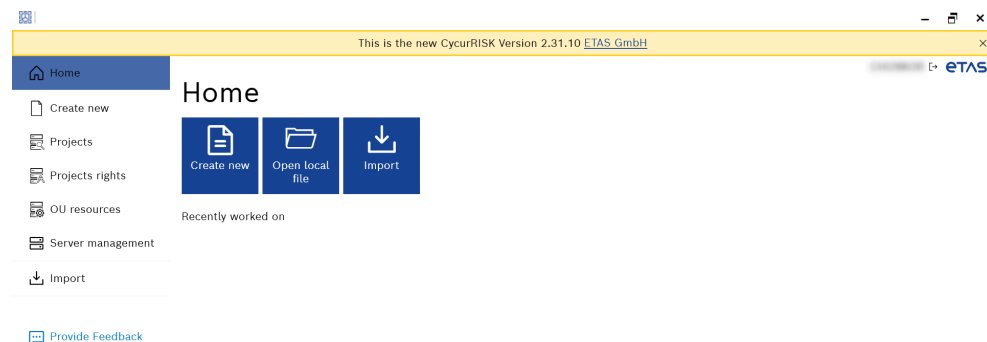 This is the new CycurRISK Version 2.31.10 ETAS GmbH
Home
ETAS
Home
Create new
Projects
Projects rights
OU resources
Server management
Import
Provide Feedback
Create new
Open local
file
Import
Recently worked on